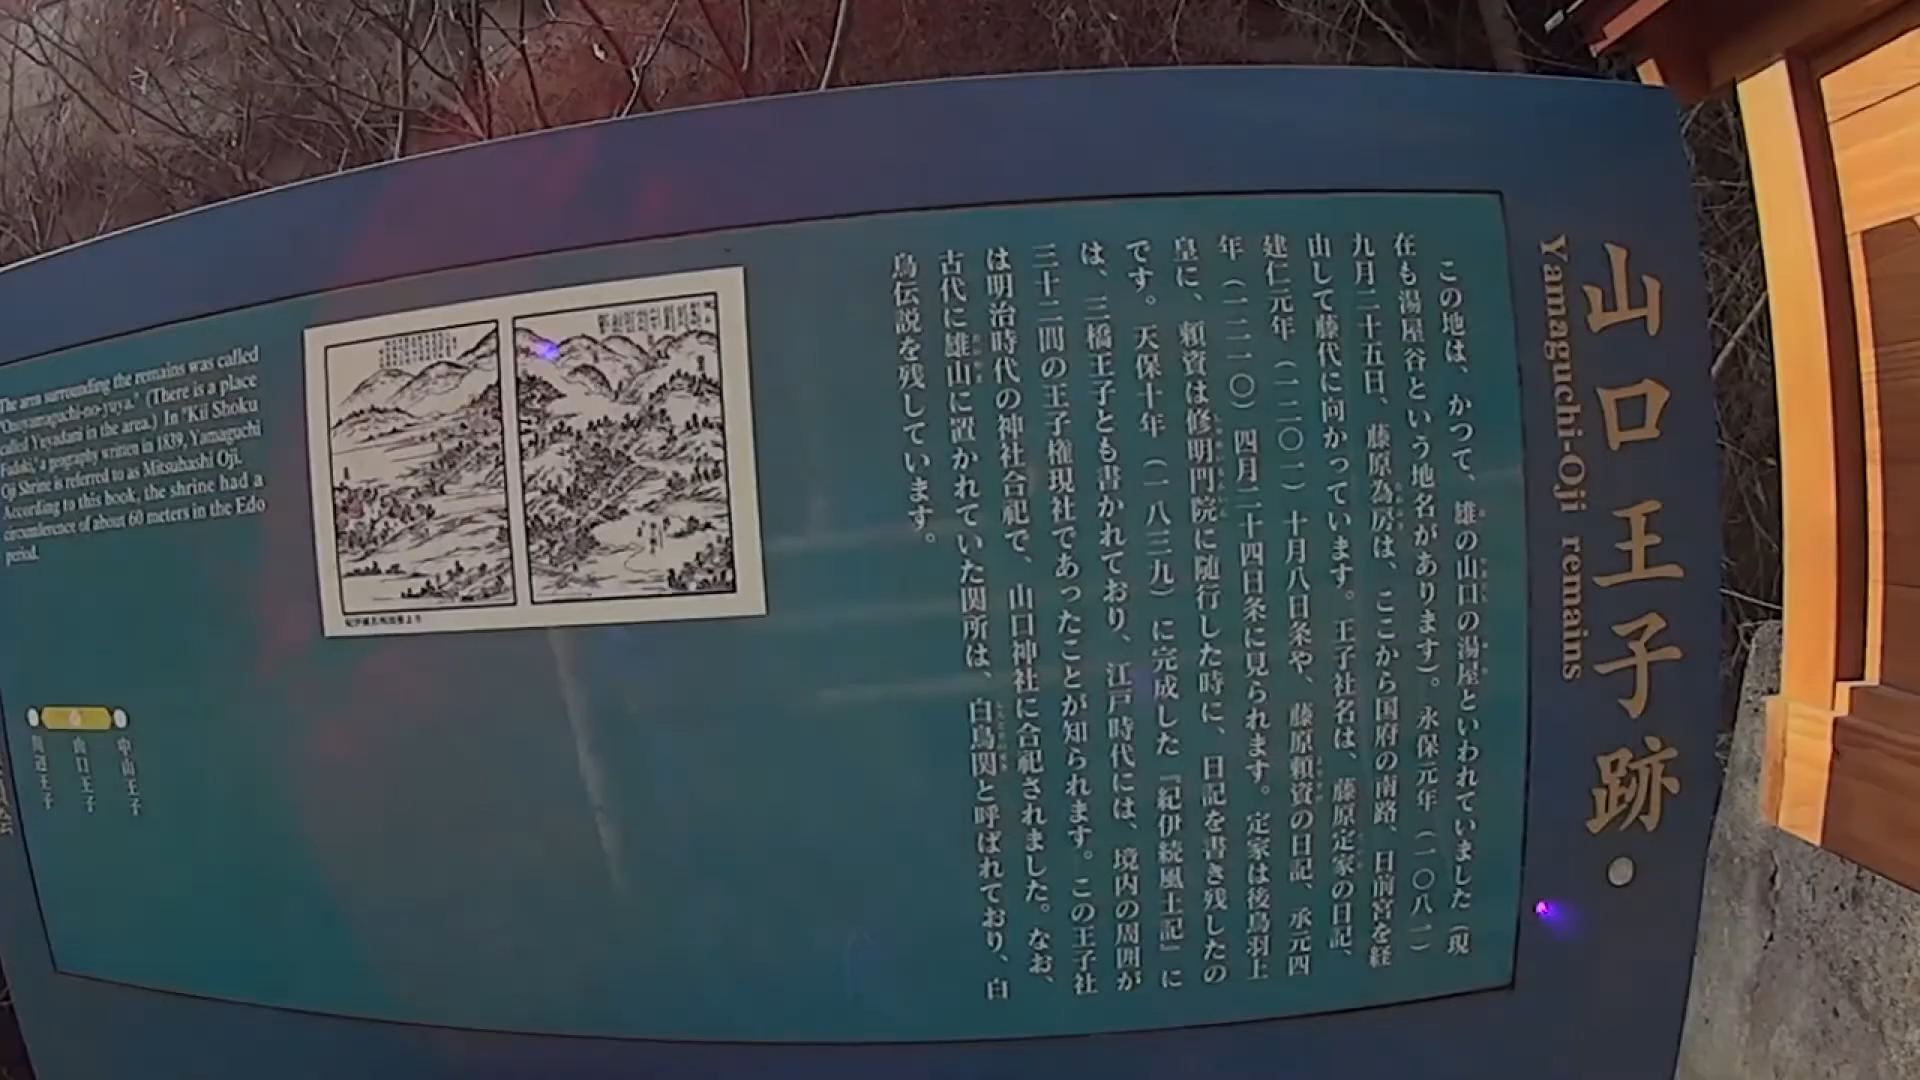 山口王子跡
Yamaguchi-Oji remains
この地は、かつて、雄の山口の湯屋といわれていました（現
在も湯屋谷という地名があります）。永保元年（一〇八一）
九月二十五日、藤原為房は、ここから国府の南路、日前宮を経
由して藤代に向かっています。王子社名は、藤原定家の日記、
建仁元年（一二〇一）十月八日条や、藤原頼資の日記、承元四
年（一二一〇）四月二十四日条に見られます。定家は後鳥羽上
皇に、頼資は修明門院に随行した時に、日記を書き残したの
です。天保十年（一八三九）に完成した『紀伊続風土記』に
は、三橋王子とも書かれており、江戸時代には、境内の周囲が
三十二間の王子権現社であったことが知られます。この王子社
は明治時代の神社合祀で、山口神社に合祀されました。なお、
古代に雄山に置かれていた関所は、白鳥関と呼ばれており、白
鳥伝説を残しています。
The area surrounding the remains was called
"Onoyamaguchi-no-yuya." (There is a place
called Yuyadani in the area.) In "Kii Shoku
Fudoki," a geography written in 1839, Yamaguchi
Oji Shrine is referred to as Mitsuhashi Oji.
According to this book, the shrine had a
circumference of about 60 meters in the Edo
period.
中山王子
山口王子
川辺王子